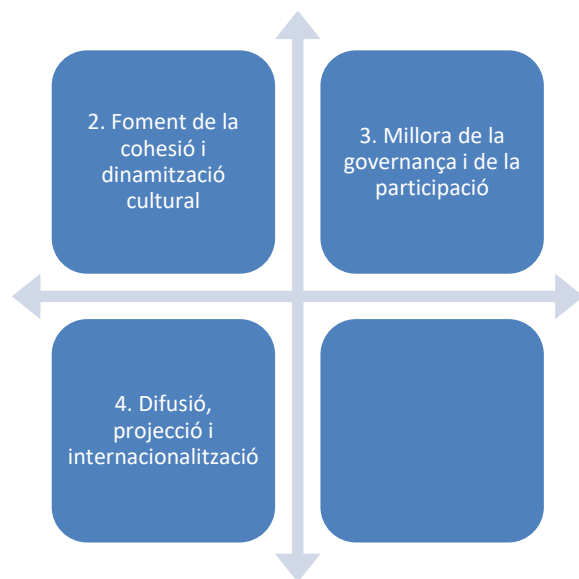 2. Foment de la
cohesió i
dinamització
cultural
3. Millora de la
governança i de la
participació
4. Difusió,
projecció i
internacionalització